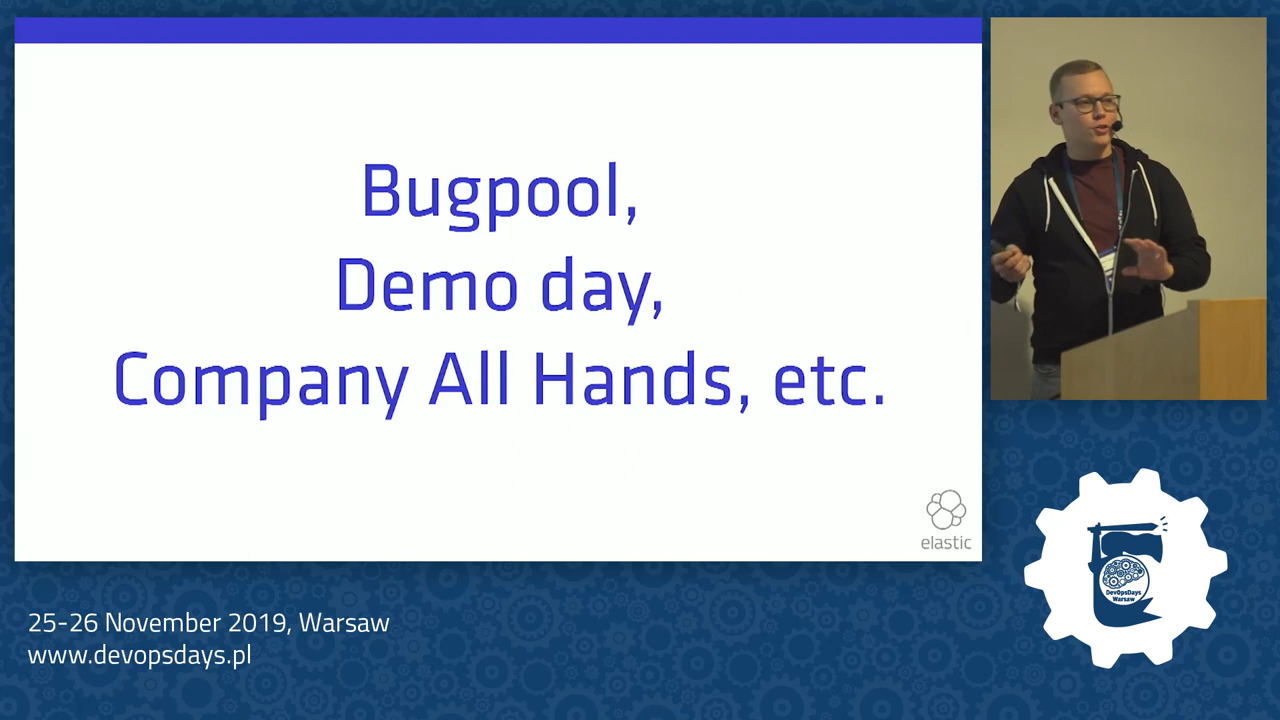 Bugpool,
Demo day,
Company All Hands, etc.
elastic
DevOpsDays
Warsaw
25-26 November 2019, Warsaw
www.devopsdays.pl